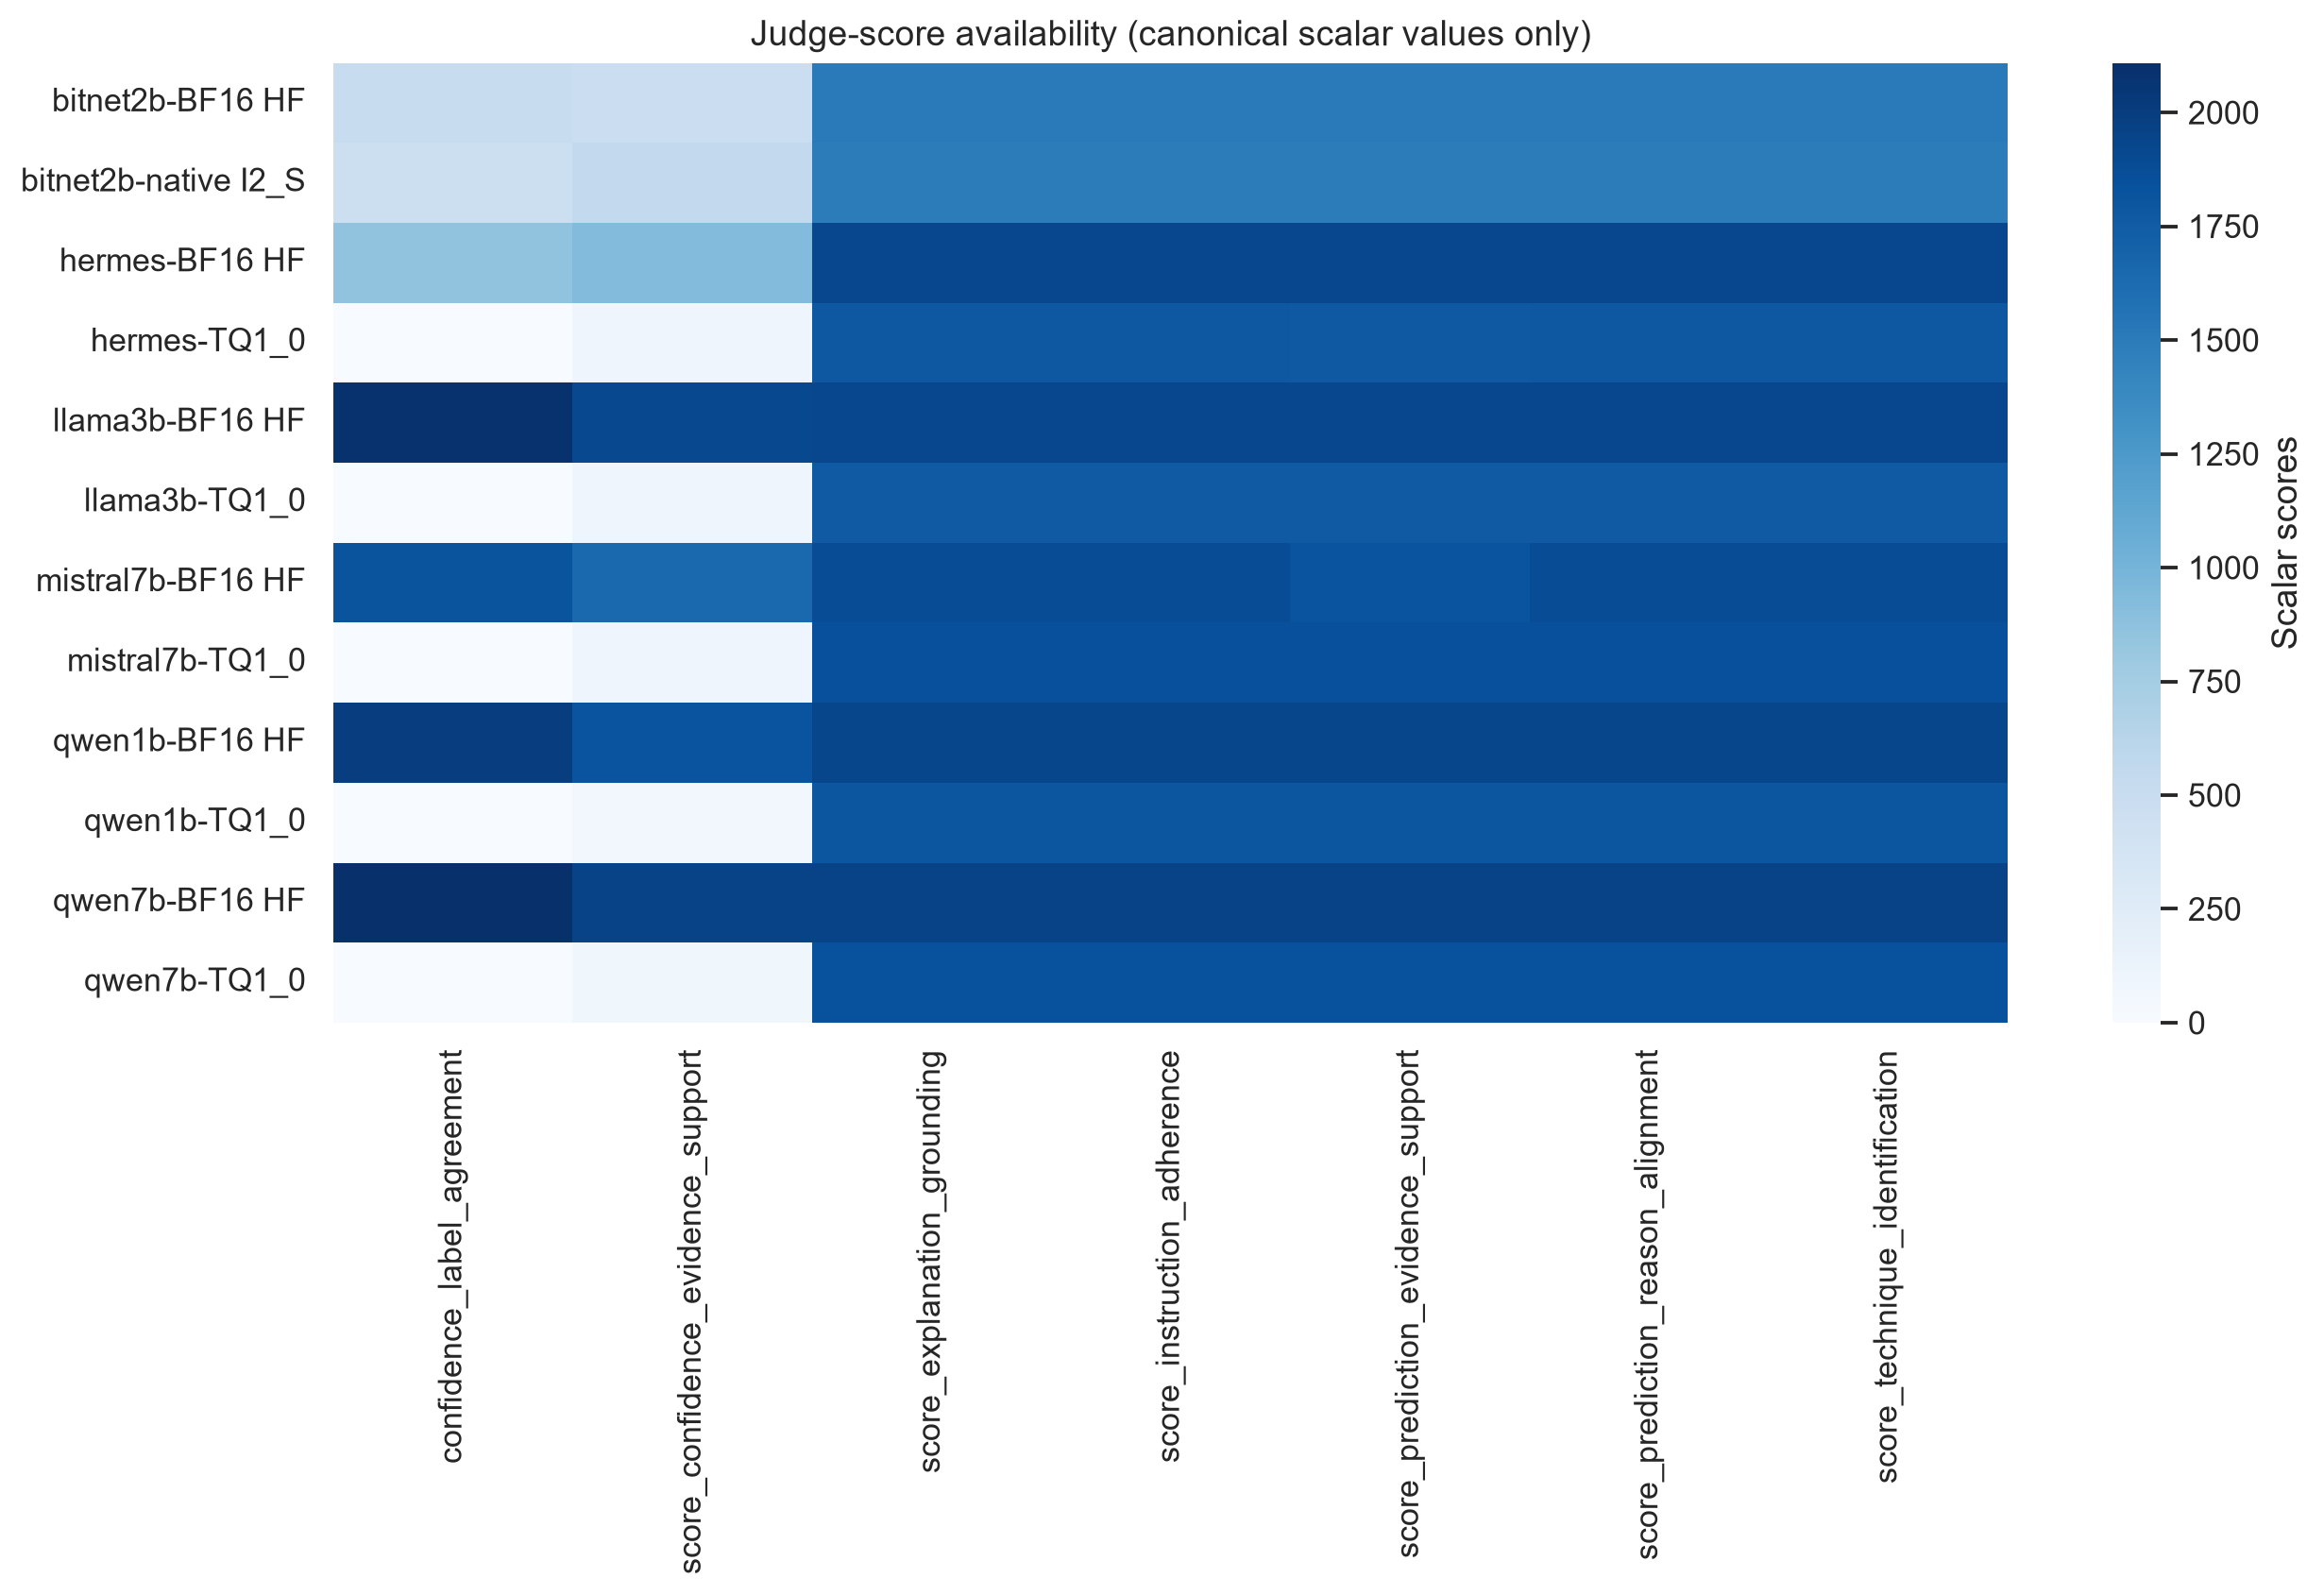 Judge-score availability (canonical scalar values only)
bitnet2b-BF16 HF
bitnet2b-native I2_S
hermes-BF16 HF
hermes-TQ1_0
llama3b-BF16 HF
llama3b-TQ1_0
mistral7b-BF16 HF
mistral7b-TQ1_0
qwen1b-BF16 HF
qwen1b-TQ1_0
qwen7b-BF16 HF
qwen7b-TQ1_0
confidence_label_agreement
score_confidence_evidence_support
score_explanation_grounding
score_instruction_adherence
score_prediction_evidence_support
score_prediction_reason_alignment
score_technique_identification
2000
1750
1500
1250
1000
750
500
250
0
Scalar scores